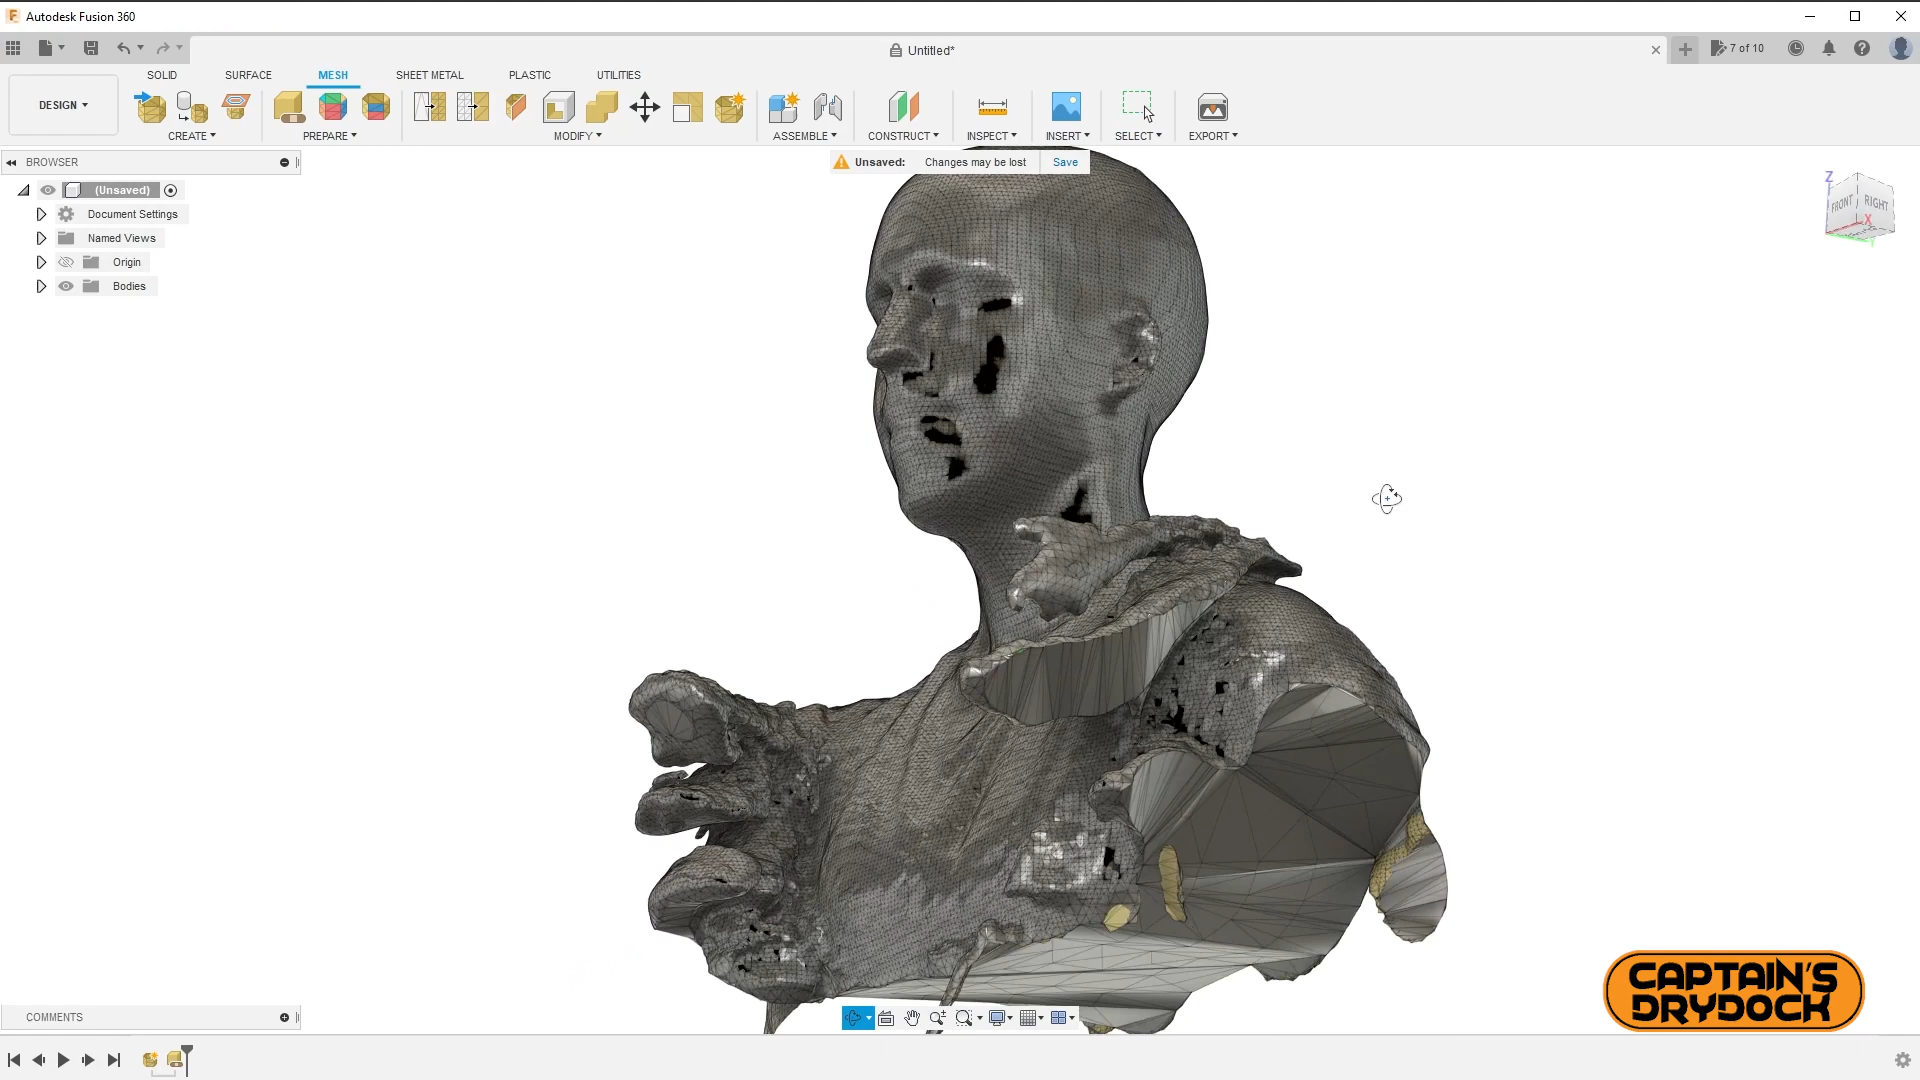 Autodesk Fusion 360
Untitled*
7 of 10
SOLID SURFACE MESH SHEET METAL PLASTIC UTILITIES
DESIGN
CREATE PREPARE MODIFY ASSEMBLE CONSTRUCT INSPECT INSERT SELECT EXPORT
BROWSER
Unsaved: Changes may be lost Save
(Unsaved)
Document Settings
Named Views
Origin
Bodies
Z
FRONT RIGHT
X
CAPTAIN'S
DRYDOCK
COMMENTS